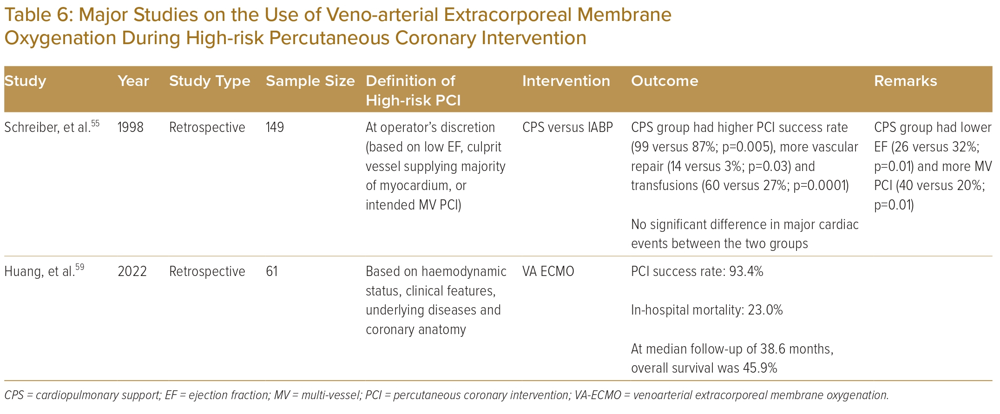 Table 6: Major Studies on the Use of Veno-arterial Extracorporeal Membrane
Oxygenation During High-risk Percutaneous Coronary Intervention
Study Year Study Type Sample Size Definition of High-risk PCI Intervention Outcome Remarks
Schreiber, et al.55 1998 Retrospective 149
At operator’s discretion
(based on low EF, culprit
vessel supplying majority
of myocardium, or
intended MV PCI)
CPS versus IABP
CPS group had higher PCI success rate
(99 versus 87%; p=0.005), more vascular
repair (14 versus 3%; p=0.03) and
transfusions (60 versus 27%; p=0.0001)
No significant difference in major cardiac
events between the two groups
CPS group had lower
EF (26 versus 32%;
p=0.01) and more MV
PCI (40 versus 20%;
p=0.01)
Huang, et al.59 2022 Retrospective 61
Based on haemodynamic
status, clinical features,
underlying diseases and
coronary anatomy
VA ECMO
PCI success rate: 93.4%
In-hospital mortality: 23.0%
At median follow-up of 38.6 months,
overall survival was 45.9%
CPS = cardiopulmonary support; EF = ejection fraction; MV = multi-vessel; PCI = percutaneous coronary intervention; VA-ECMO = venoarterial extracorporeal membrane oxygenation.